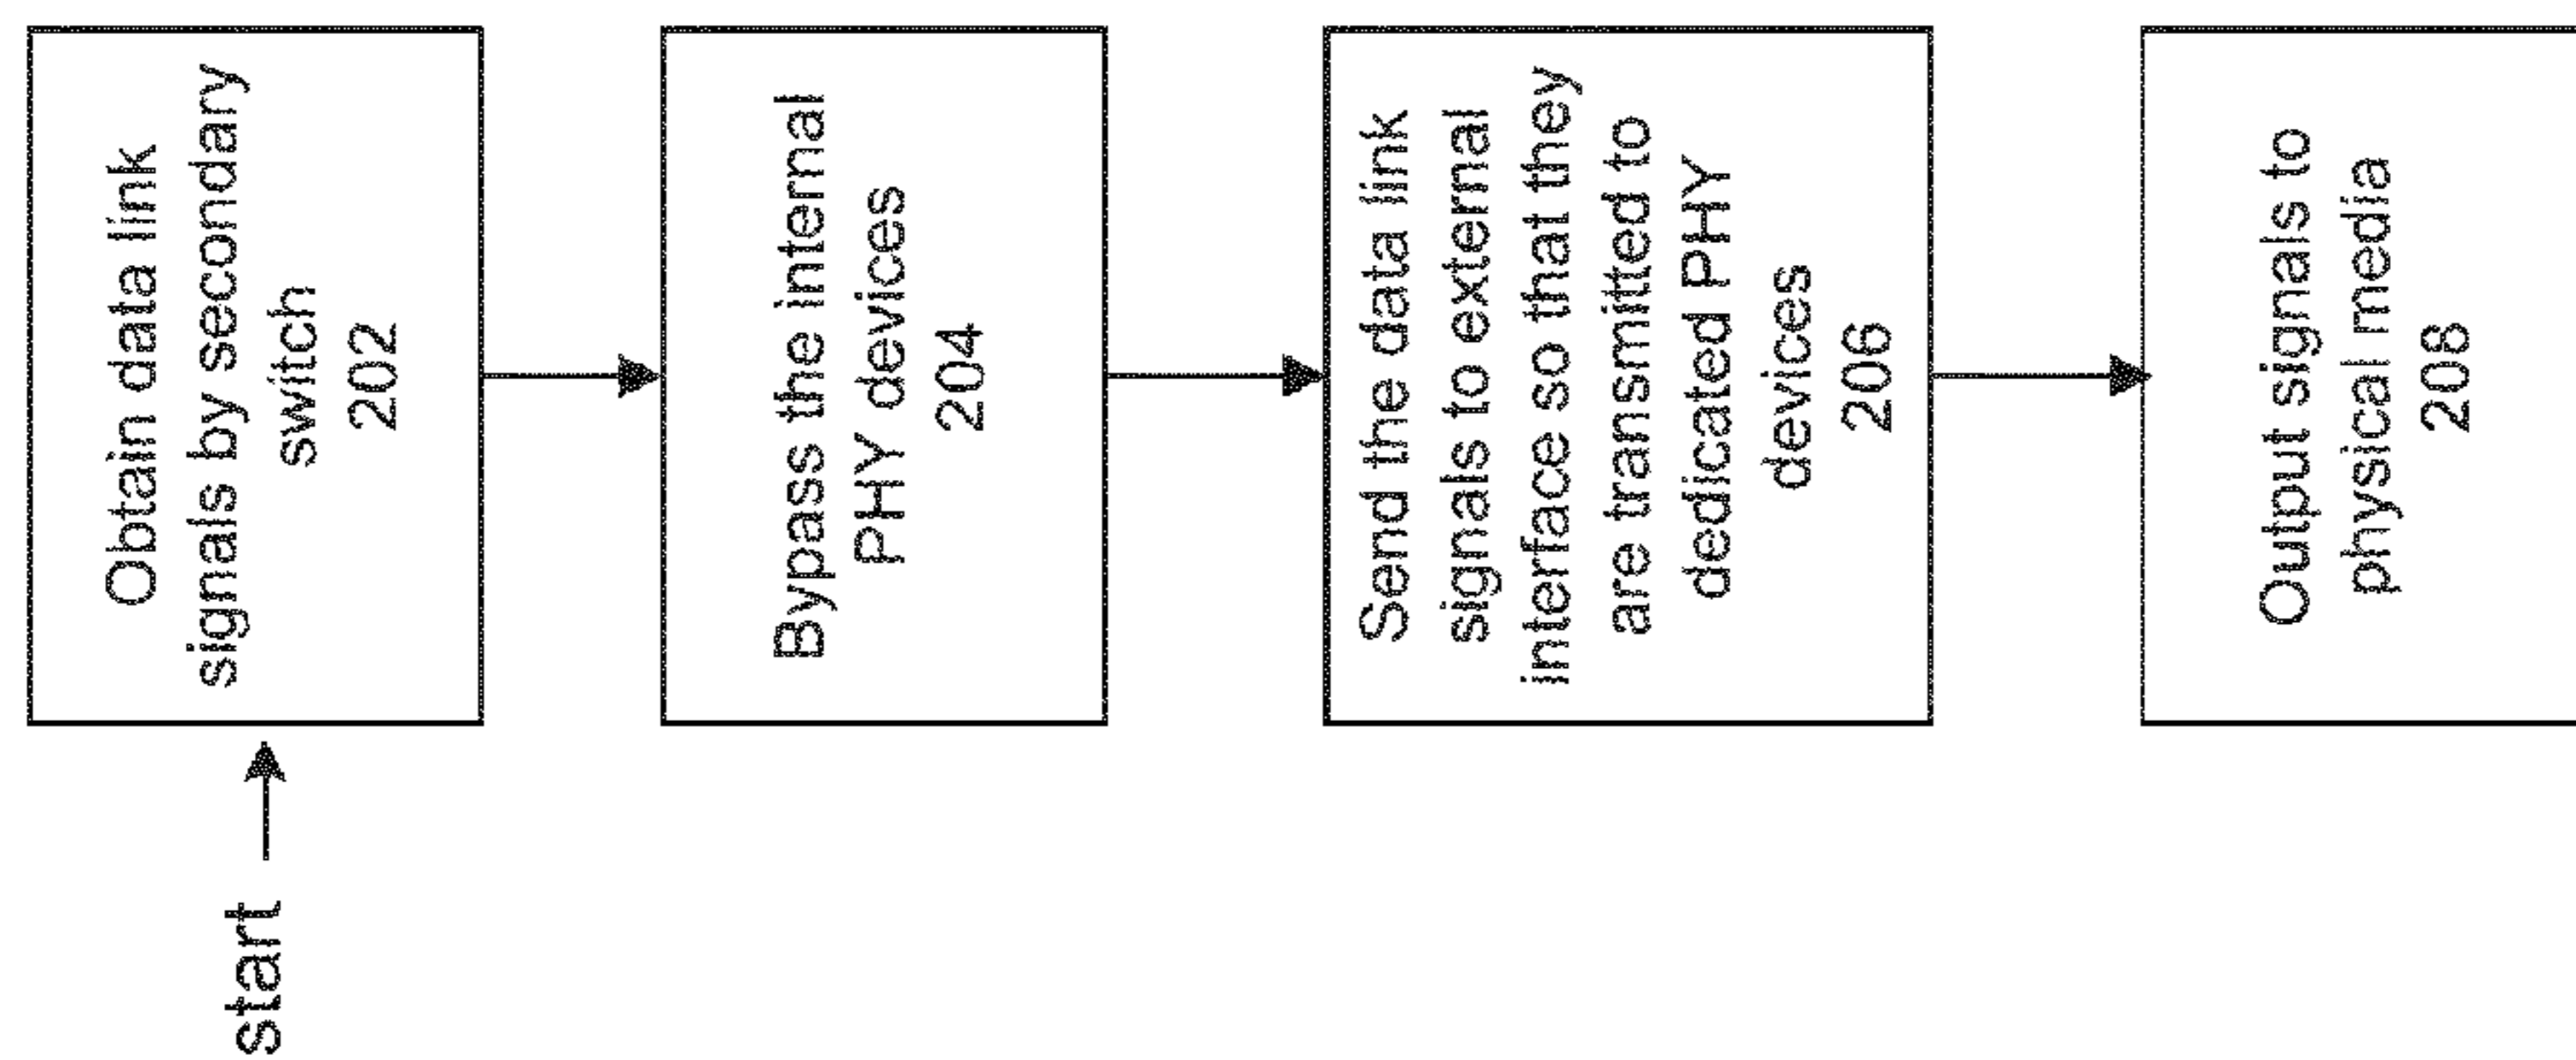 start
Obtain data link
signals by secondary
switch
202
Bypass the internal
PHY devices
204
Send the data link
signals to external
interface so that they
are transmitted to
dedicated PHY
devices
206
Output signals to
physical media
208